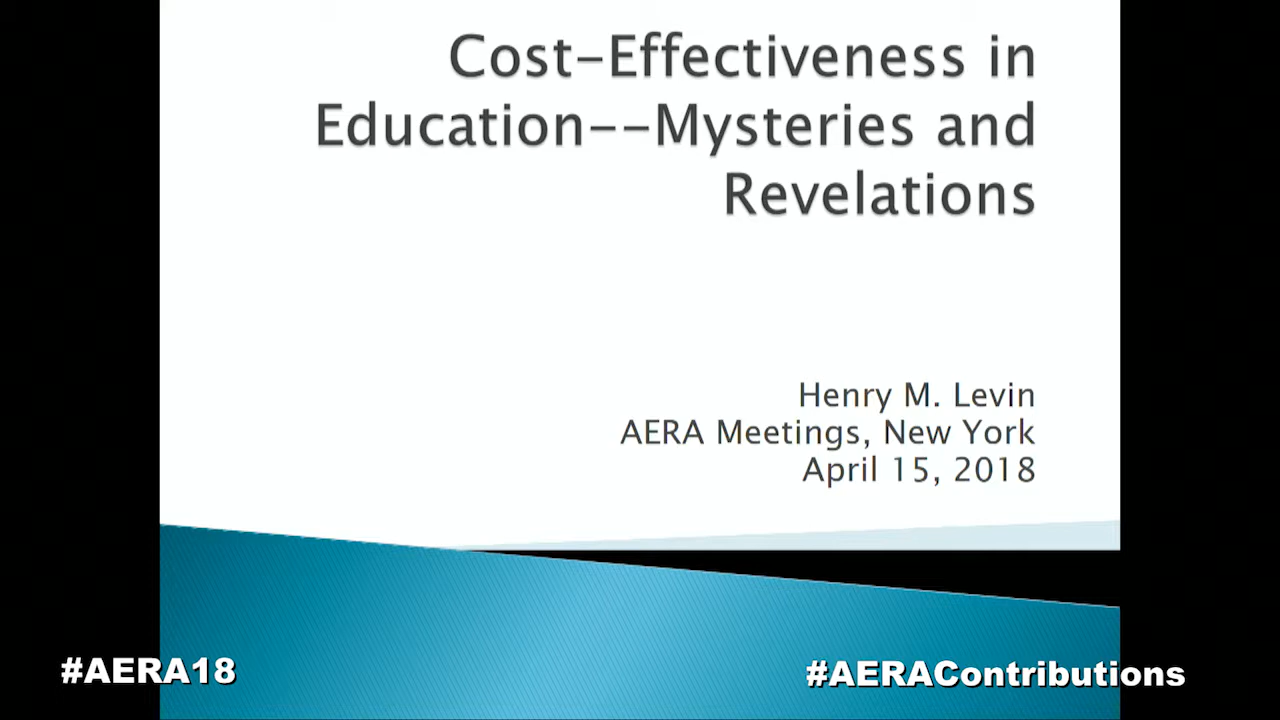 Cost-Effectiveness in
Education--Mysteries and
Revelations
Henry M. Levin
AERA Meetings, New York
April 15, 2018
#AERA18
#AERAContributions